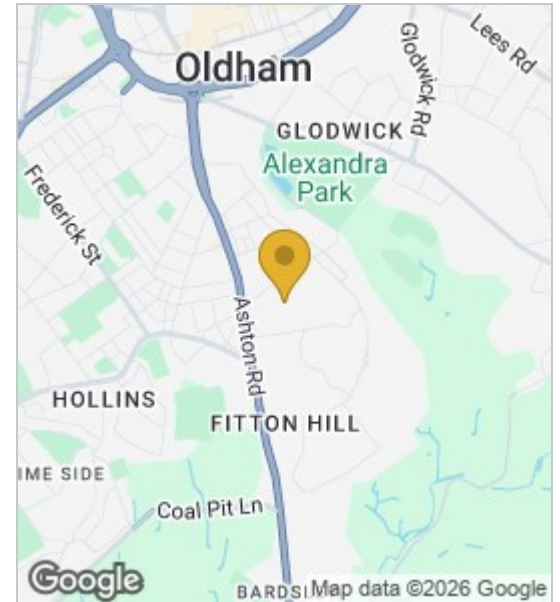 Lees Rd
Oldham
Glodwick Rd
GLODWICK
Alexandra
Park
Frederick St
Ashton Rd
HOLLINS
FITTON HILL
IME SIDE
Coal Pit Ln
BARDSL
Google
Map data ©2026 Google